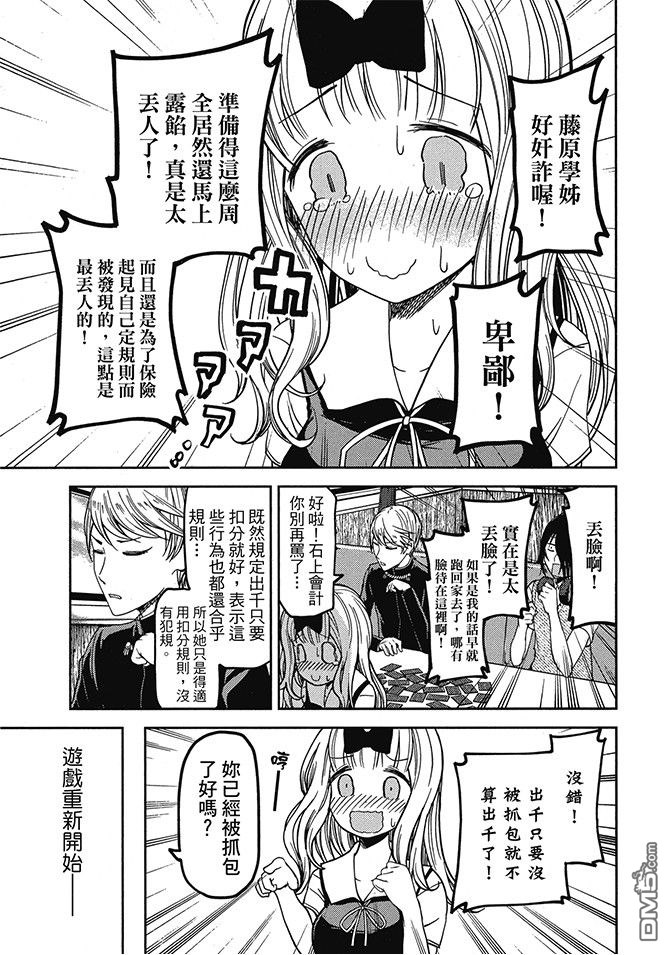 藤原學姊
好奸詐喔！
卑鄙！
準備得這麼周
全居然還馬上
露餡，真是太
丟人了！
而且還是為了保險
起見自己定規則而
被發現的，這點是
最丟人的！
カァァァ∞
丟臉啊！
實在是太
丟臉了！
如果是我的話早就
跑回家去了，哪有
臉待在這裡啊！
好啦！石上會計
你別再罵了…
既然規定出千只要
扣分就好，表示這
些行為也都還合乎
規則…
所以她只是得適
用扣分規則，沒
有犯規。
沒錯！
出千只要沒
被抓包就不
算出千了！
哼—
妳已經被抓包
了好嗎？
遊戲重新開始——
DM5.com